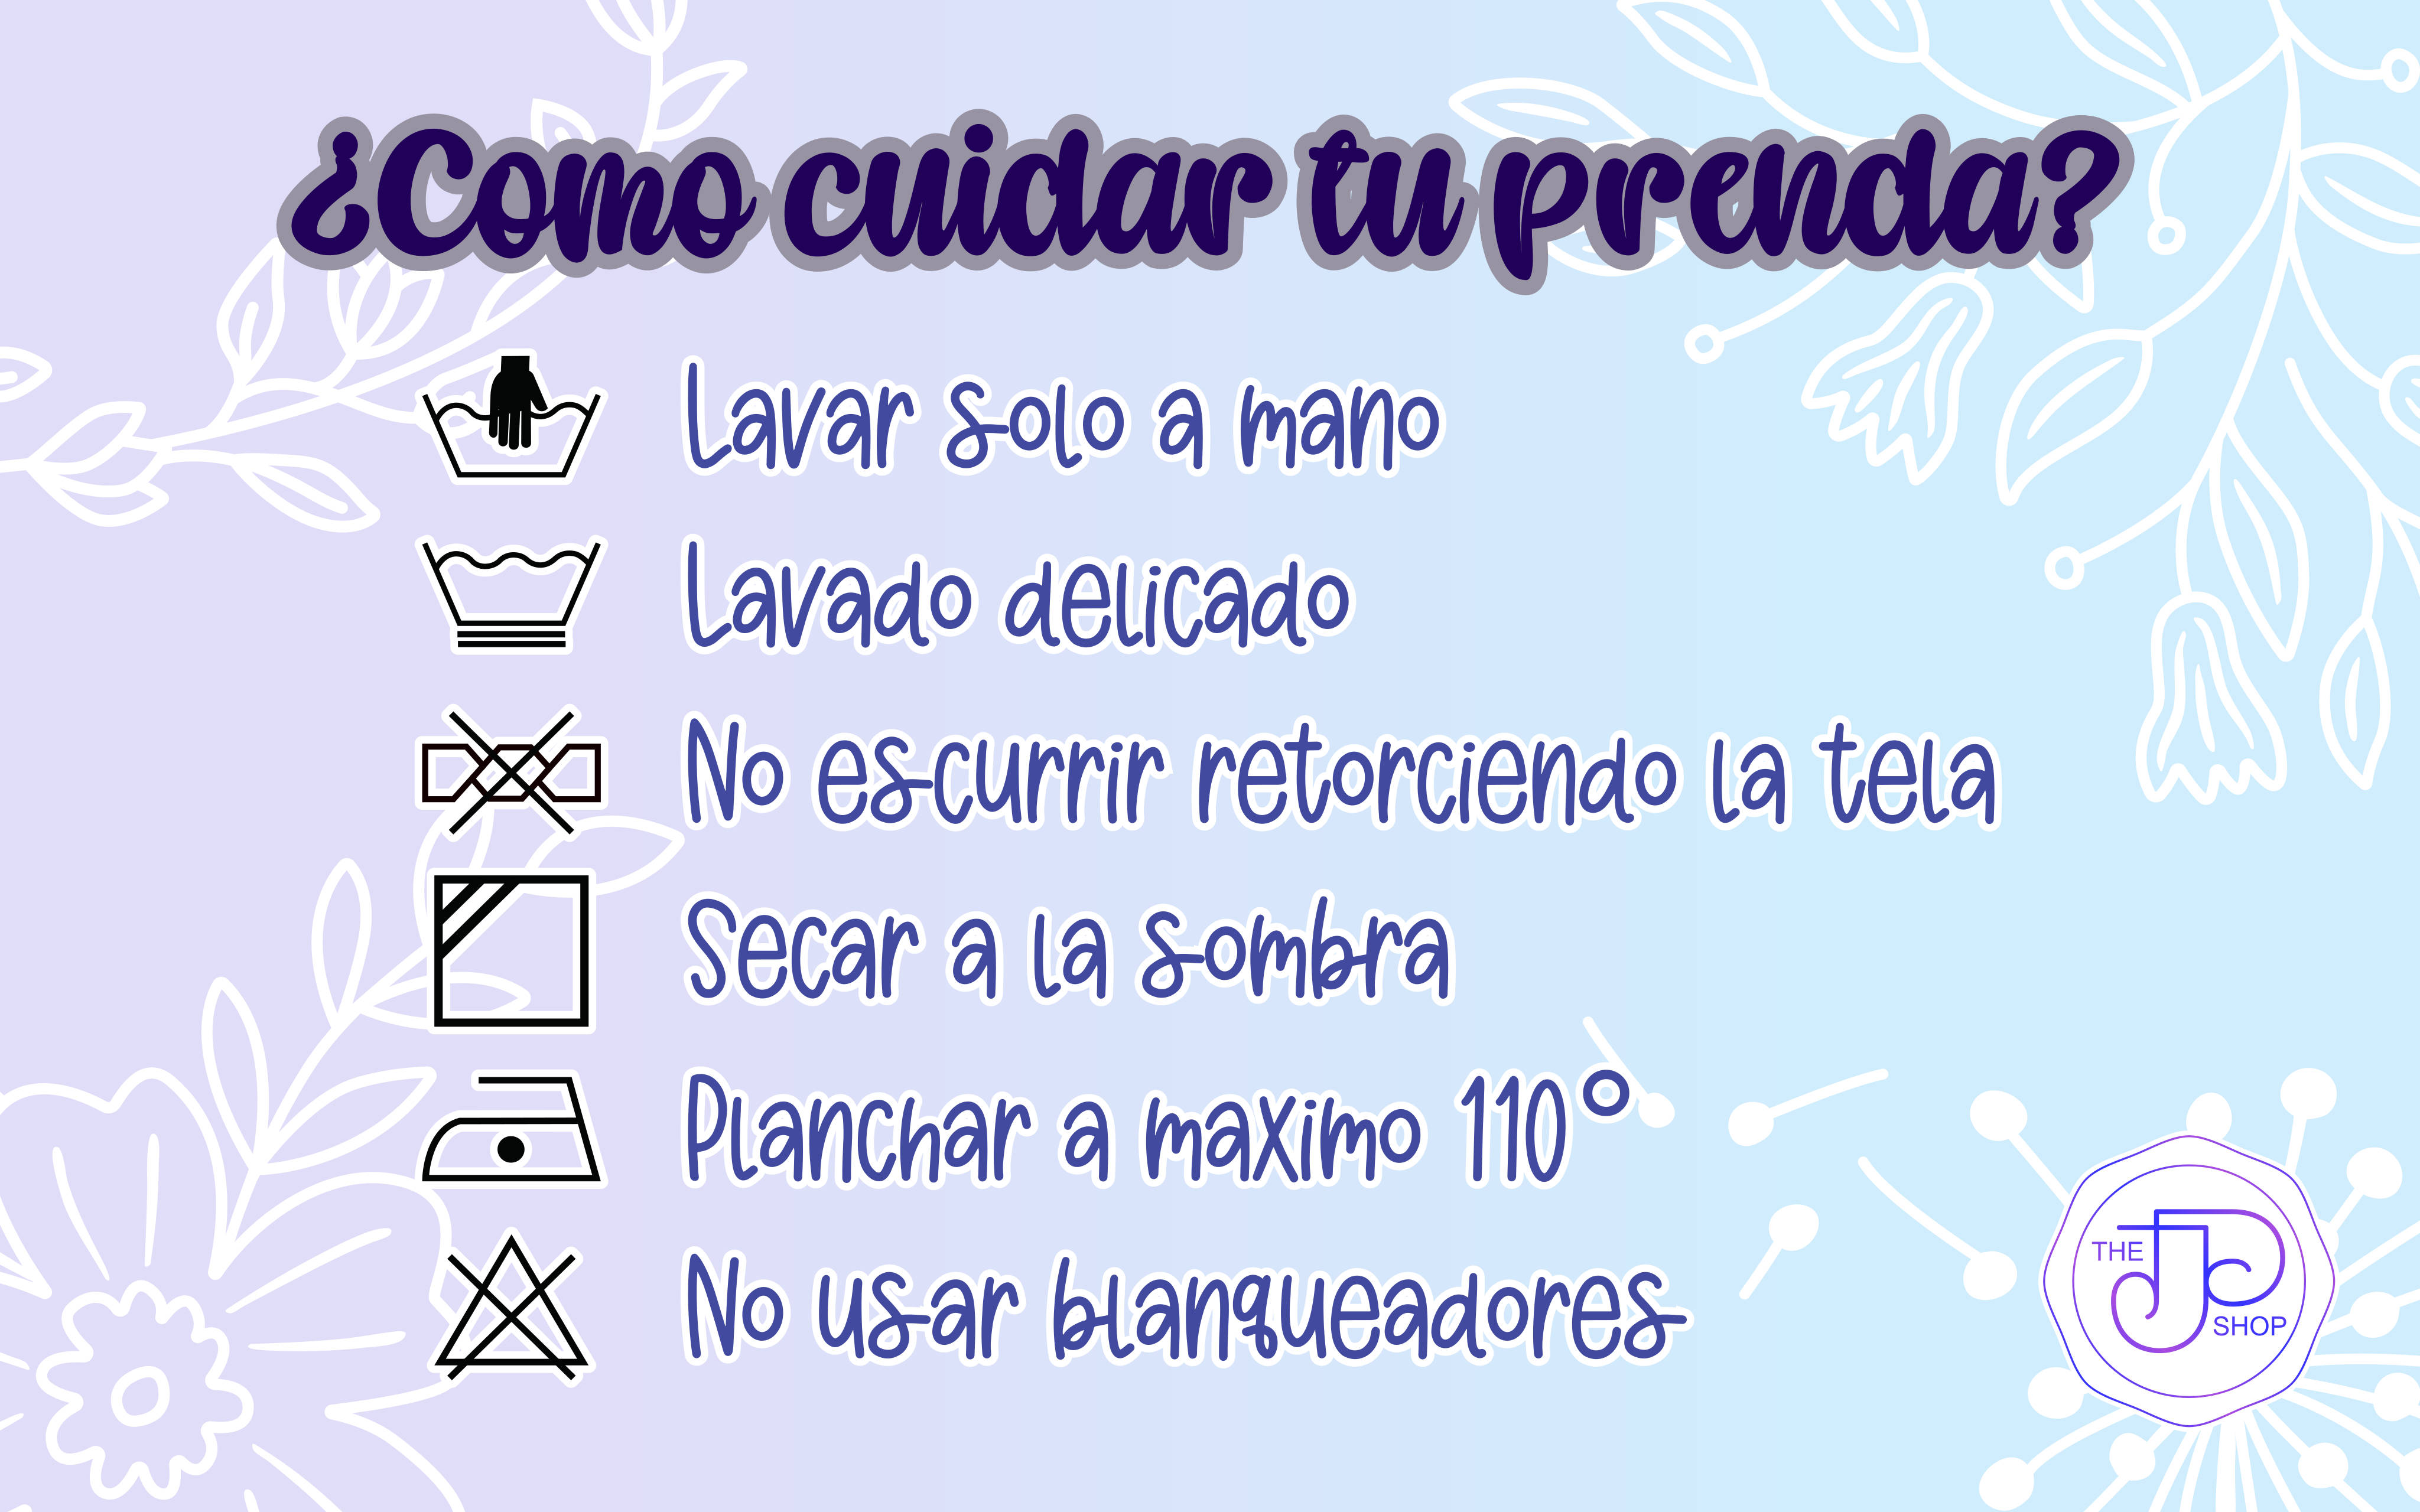 ¿Como cuidar tu prenda?
Lavar solo a mano
Lavado delicado
No escurrir retorciendo la tela
Secar a la sombra
Planchar a maximo 110°
No usar blanqueadores
THE JP SHOP